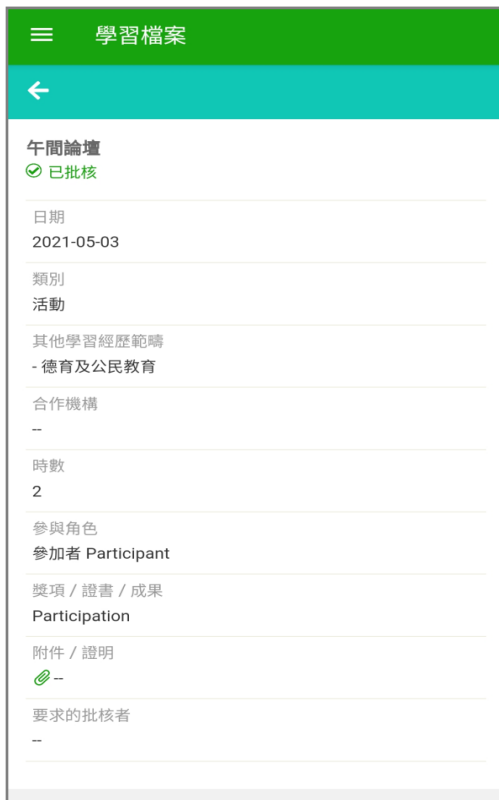 學習檔案
午間論壇
已批核
日期
2021-05-03
類別
活動
其他學習經歷範疇
- 德育及公民教育
合作機構
--
時數
2
參與角色
參加者 Participant
獎項 / 證書 / 成果
Participation
附件 / 證明
--
要求的批核者
--